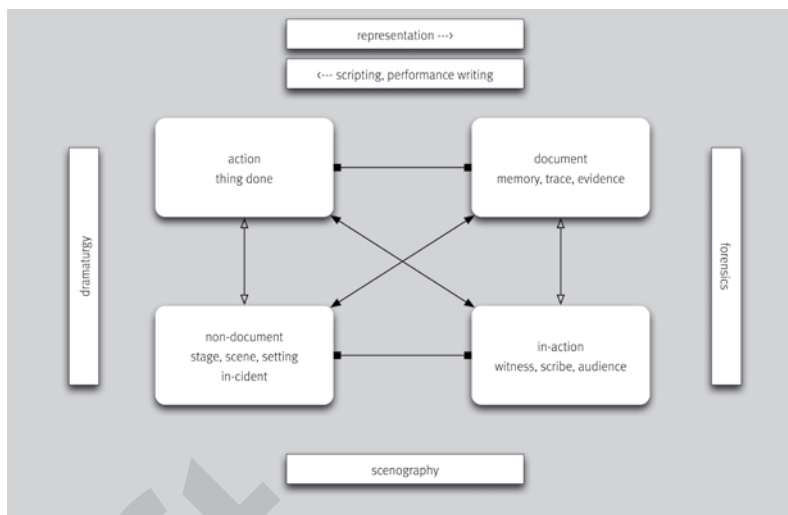 representation --->
<--- scripting, performance writing
action
thing done
document
memory, trace, evidence
dramaturgy
forensics
non-document
stage, scene, setting
in-cident
in-action
witness, scribe, audience
scenography